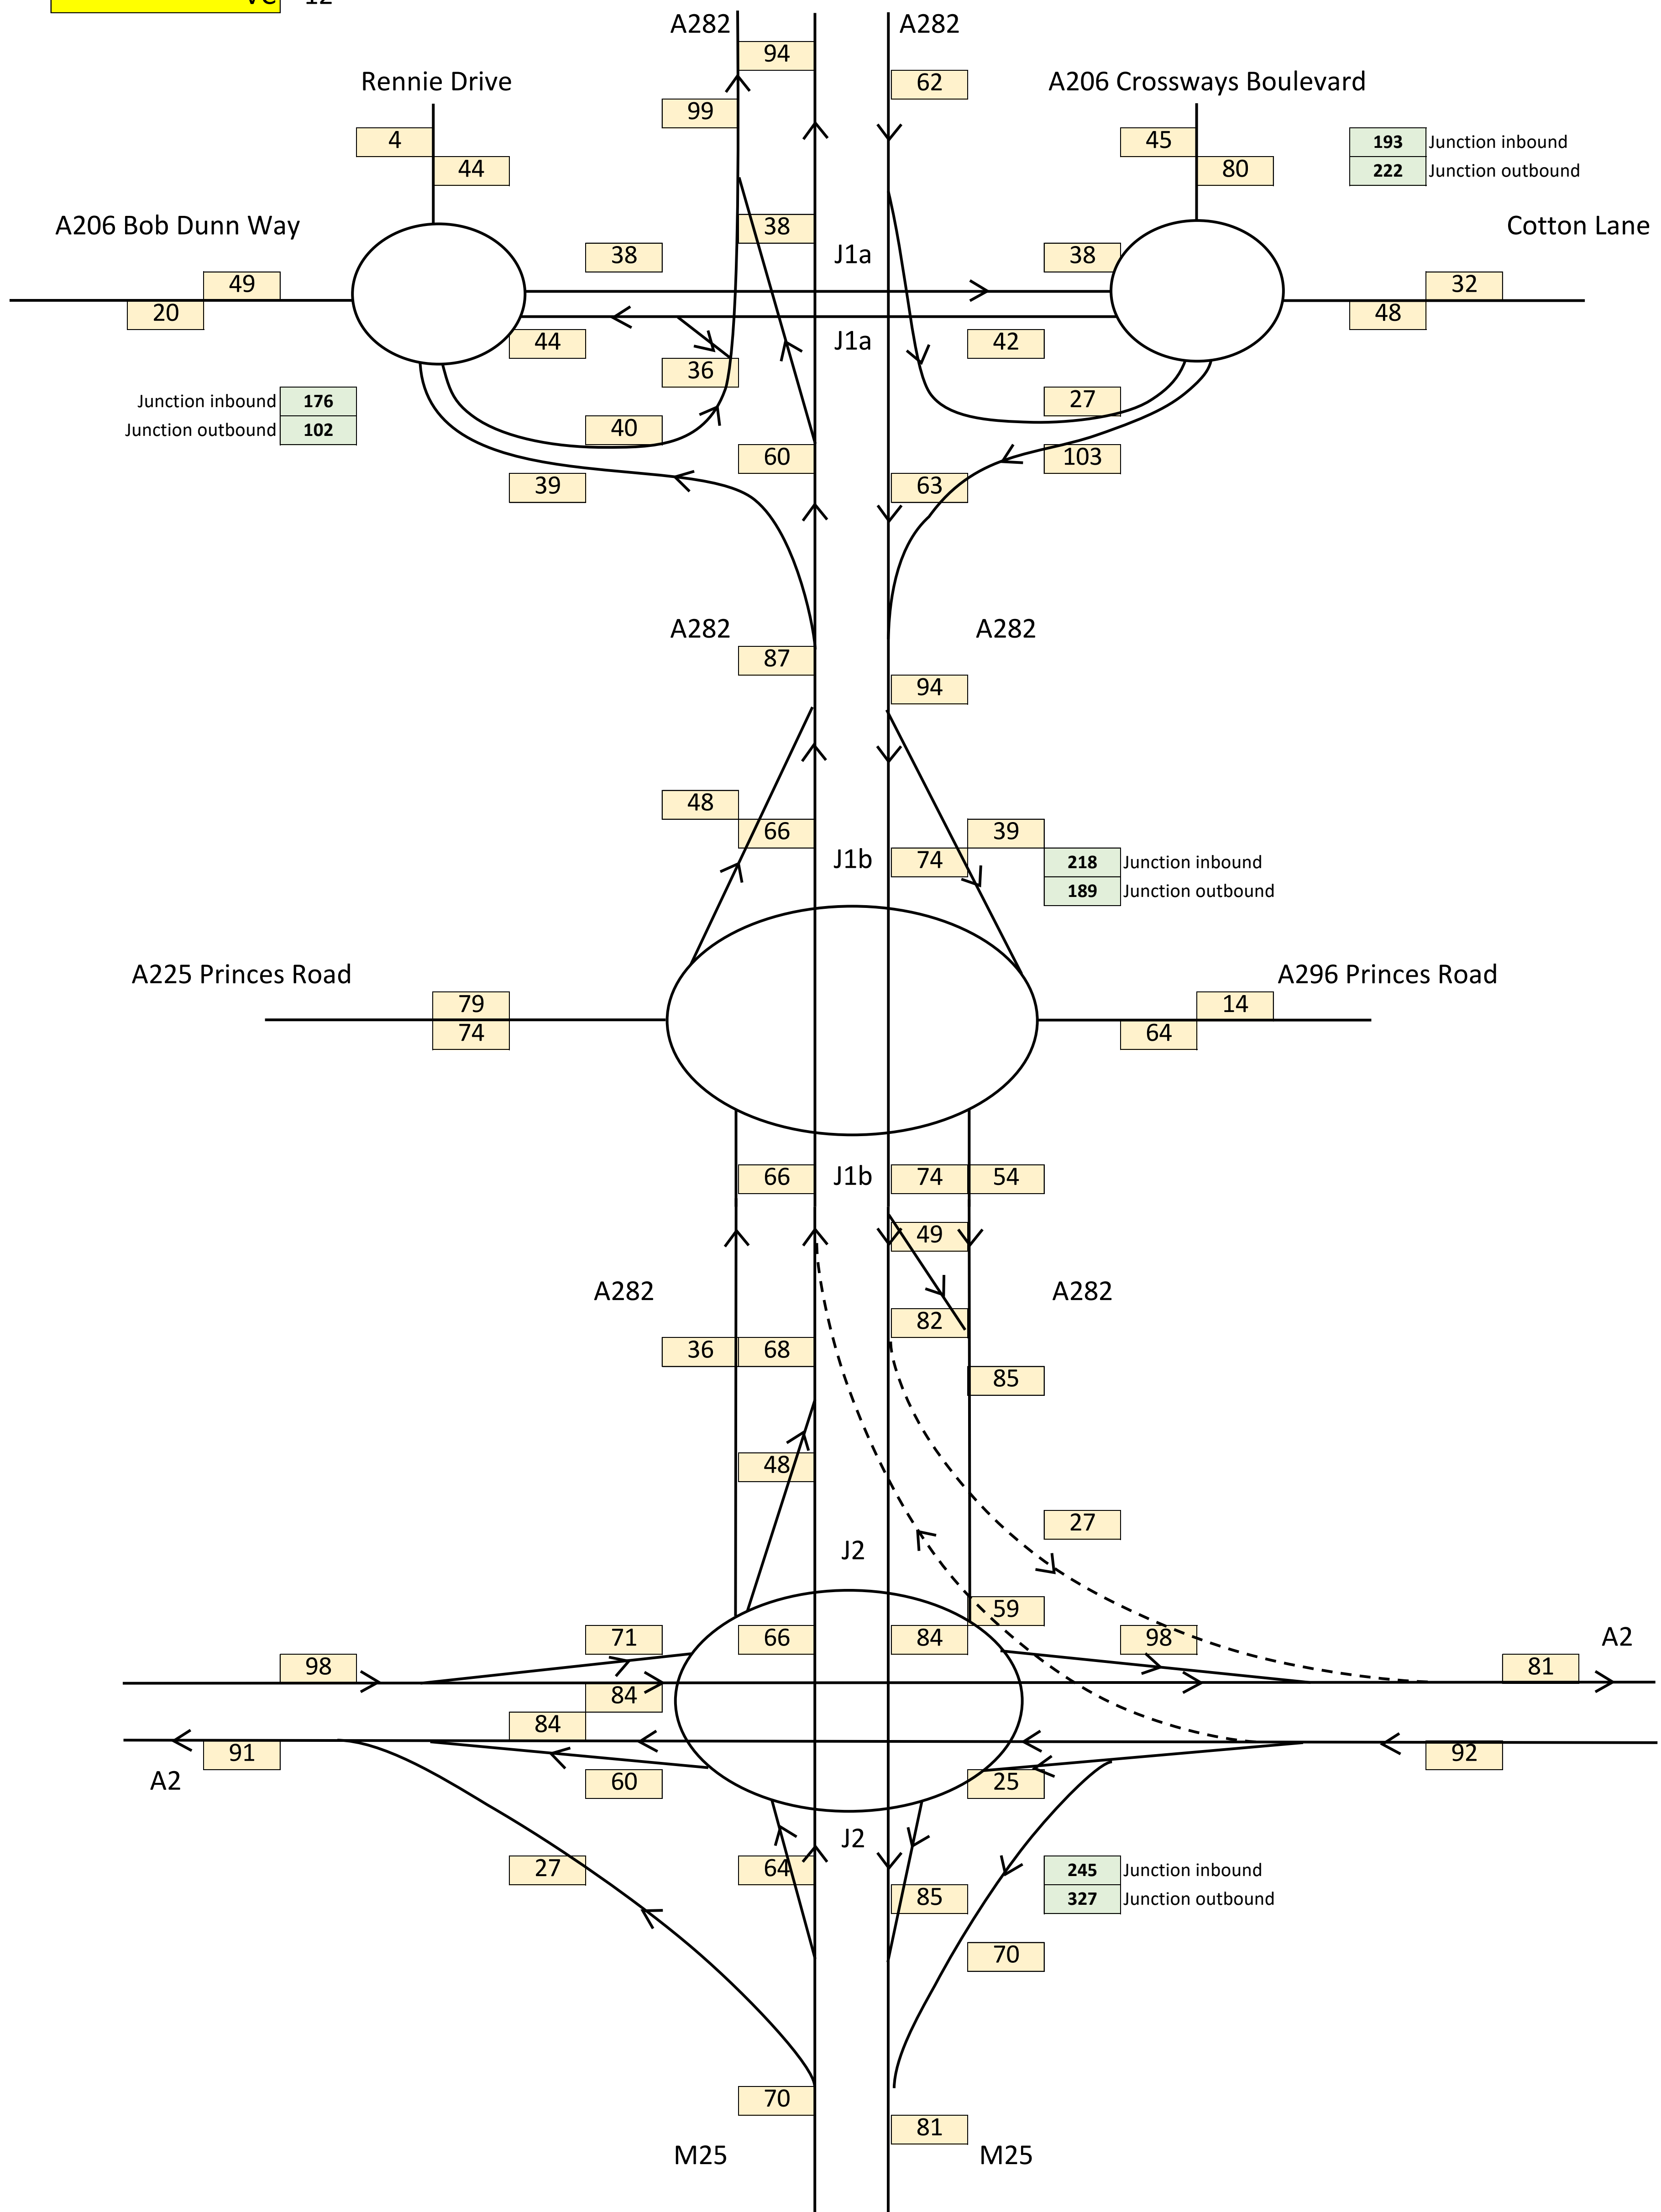 VC 12
A282 A282
94
62
Rennie Drive A206 Crossways Boulevard
99
4 45 193 Junction inbound
44 80 222 Junction outbound
A206 Bob Dunn Way 38 Cotton Lane
38 J1a 38
49 32
20 48
44 J1a 42
36
Junction inbound 176 27
Junction outbound 102 40
60 103
39 63
A282 A282
87
94
48
66 39
J1b 74 218 Junction inbound
189 Junction outbound
A225 Princes Road A296 Princes Road
79 14
74 64
66 J1b 74 54
49
A282 A282
82
36 68
85
48
27
J2
59
71 66 84 98 A2
98 81
84
84
91 92
A2 60 25
J2
27 64 245 Junction inbound
85 327 Junction outbound
70
70
81
M25 M25